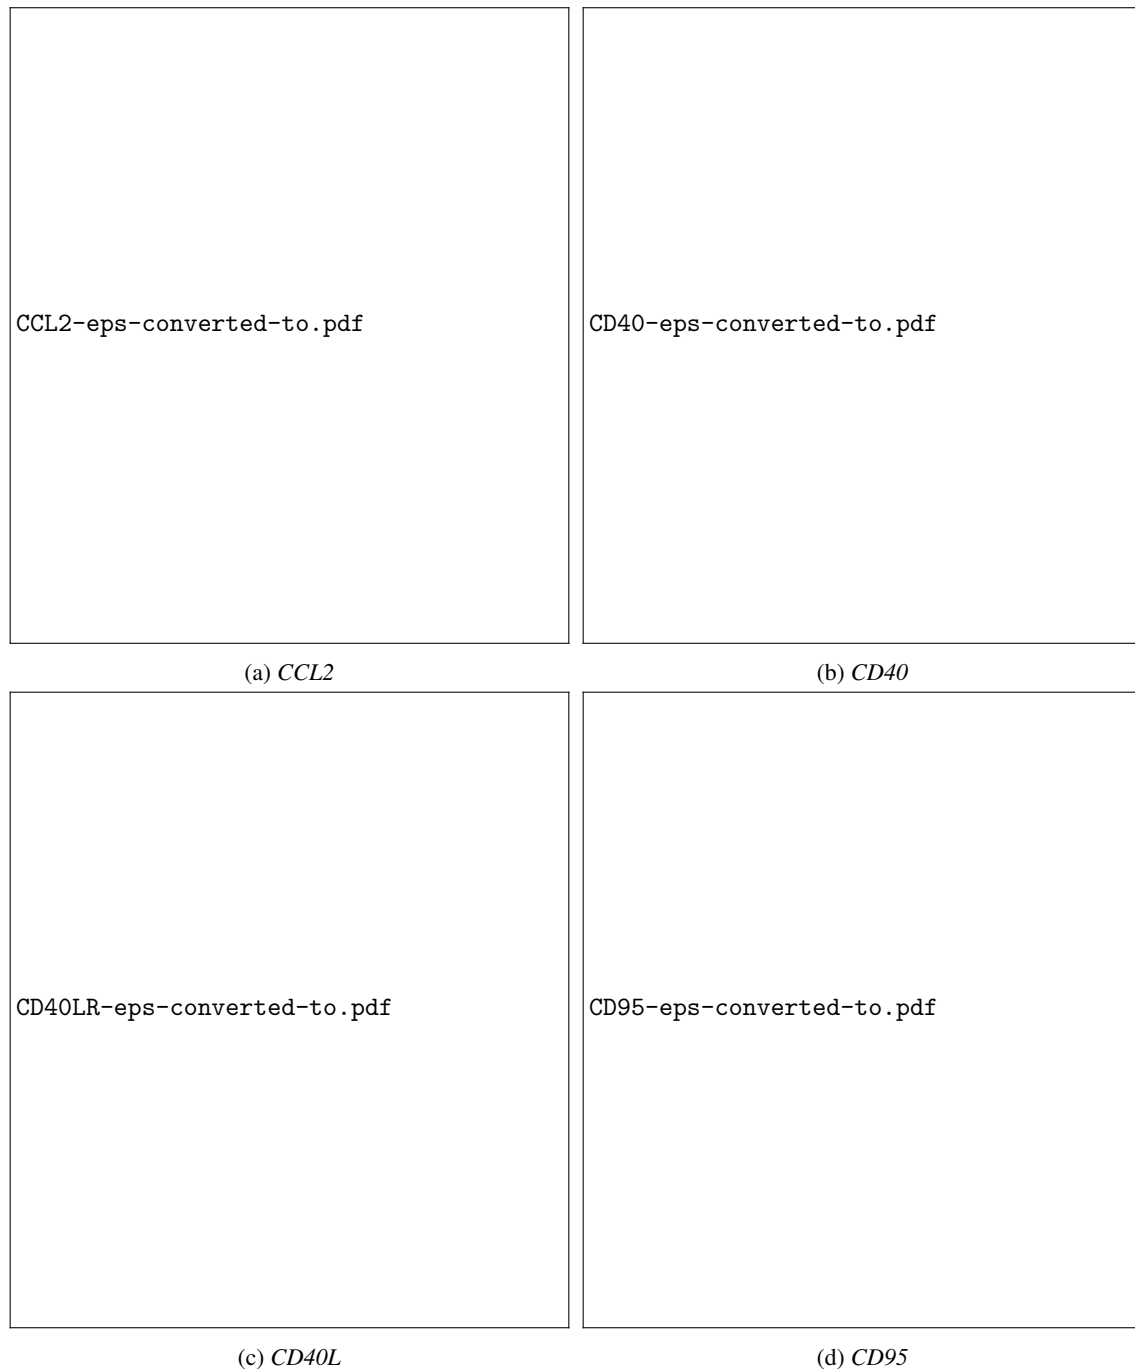 CCL2-eps-converted-to.pdf
CD40-eps-converted-to.pdf
(a) CCL2
(b) CD40
CD40LR-eps-converted-to.pdf
CD95-eps-converted-to.pdf
(c) CD40L
(d) CD95